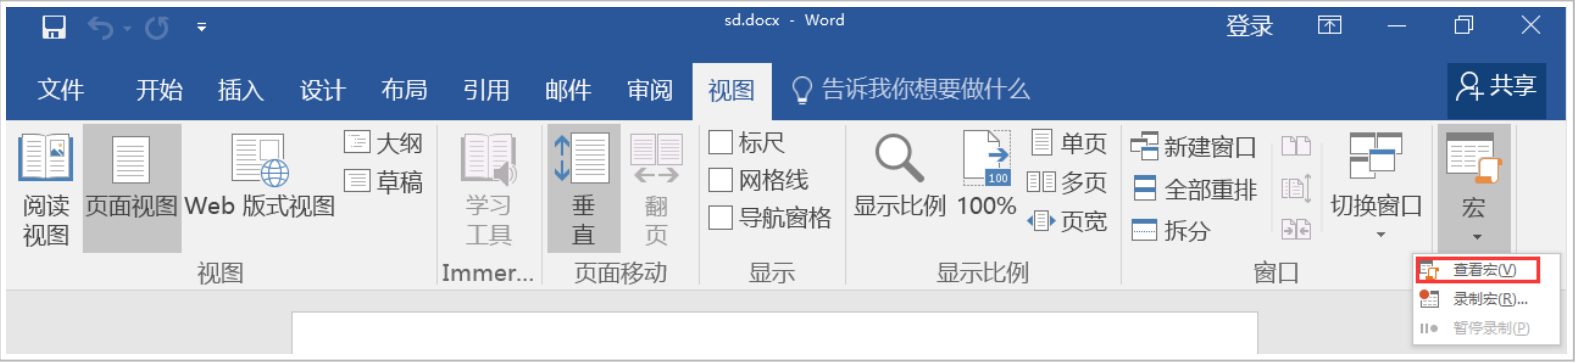 sd.docx - Word
登录
文件 开始 插入 设计 布局 引用 邮件 审阅 视图 告诉我你想要做什么 共享
阅读
视图
页面视图
Web 版式视图
大纲
草稿
视图
学习
工具
Immer...
垂
直
翻
页
页面移动
标尺
网格线
导航窗格
显示
显示比例
100
100%
单页
多页
页宽
显示比例
新建窗口
全部重排
拆分
切换窗口
窗口
宏
查看宏(V)
录制宏(R)...
暂停录制(P)